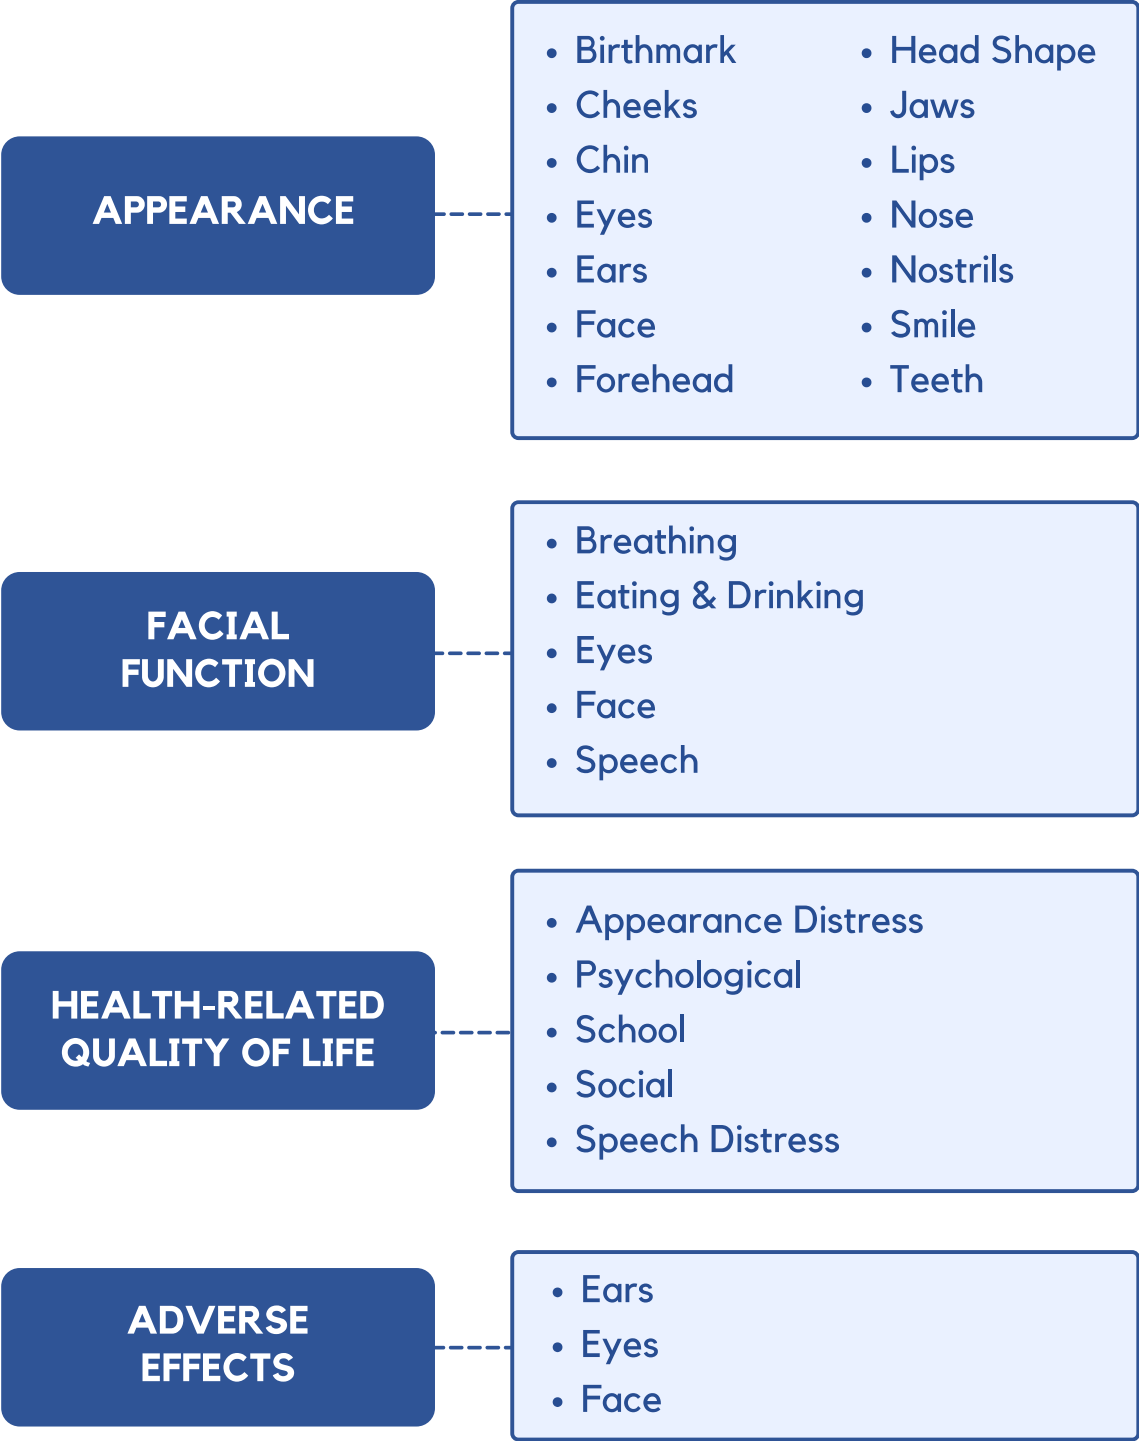 APPEARANCE
• Birthmark
• Cheeks
• Chin
• Eyes
• Ears
• Face
• Forehead
• Head Shape
• Jaws
• Lips
• Nose
• Nostrils
• Smile
• Teeth
FACIAL
FUNCTION
• Breathing
• Eating & Drinking
• Eyes
• Face
• Speech
HEALTH-RELATED
QUALITY OF LIFE
• Appearance Distress
• Psychological
• School
• Social
• Speech Distress
ADVERSE
EFFECTS
• Ears
• Eyes
• Face